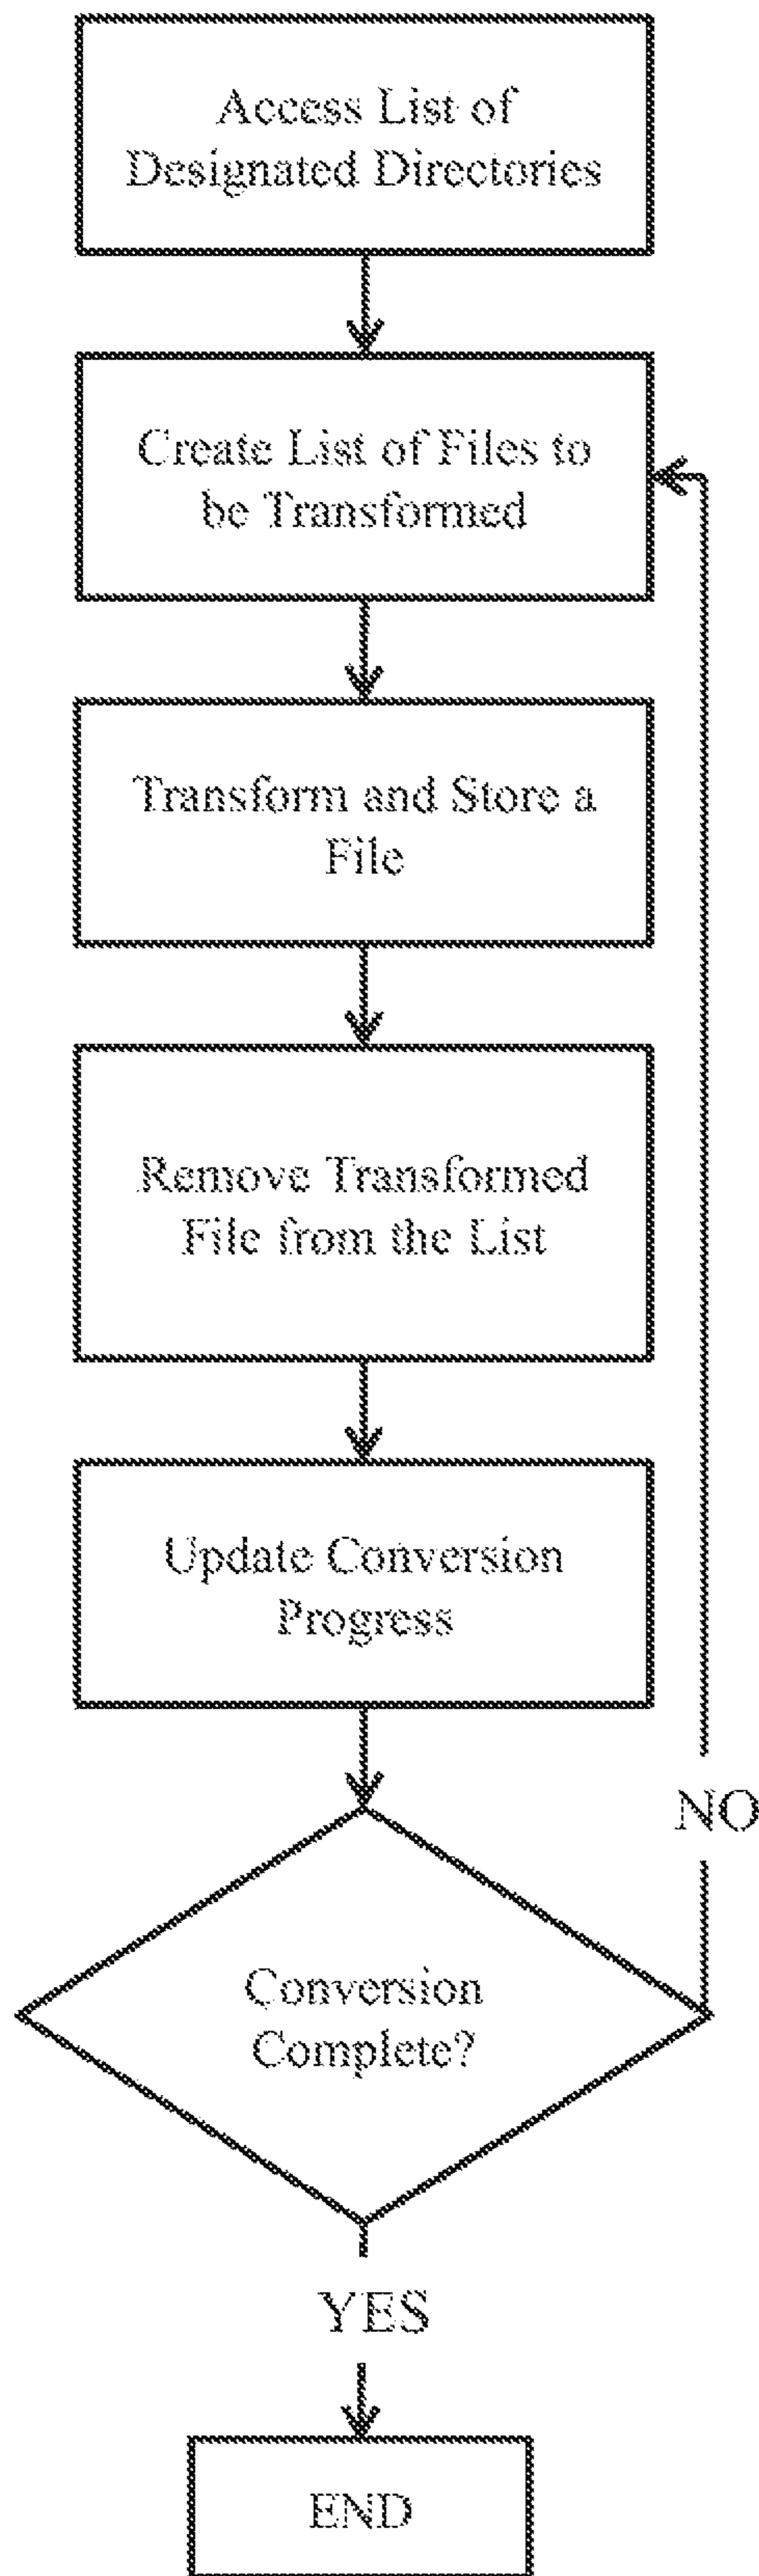 Access List of
Designated Directories
Create List of Files to
be Transformed
Transform and Store a
File
Remove Transformed
File from the List
Update Conversion
Progress
NO
Conversion
Complete?
YES
END